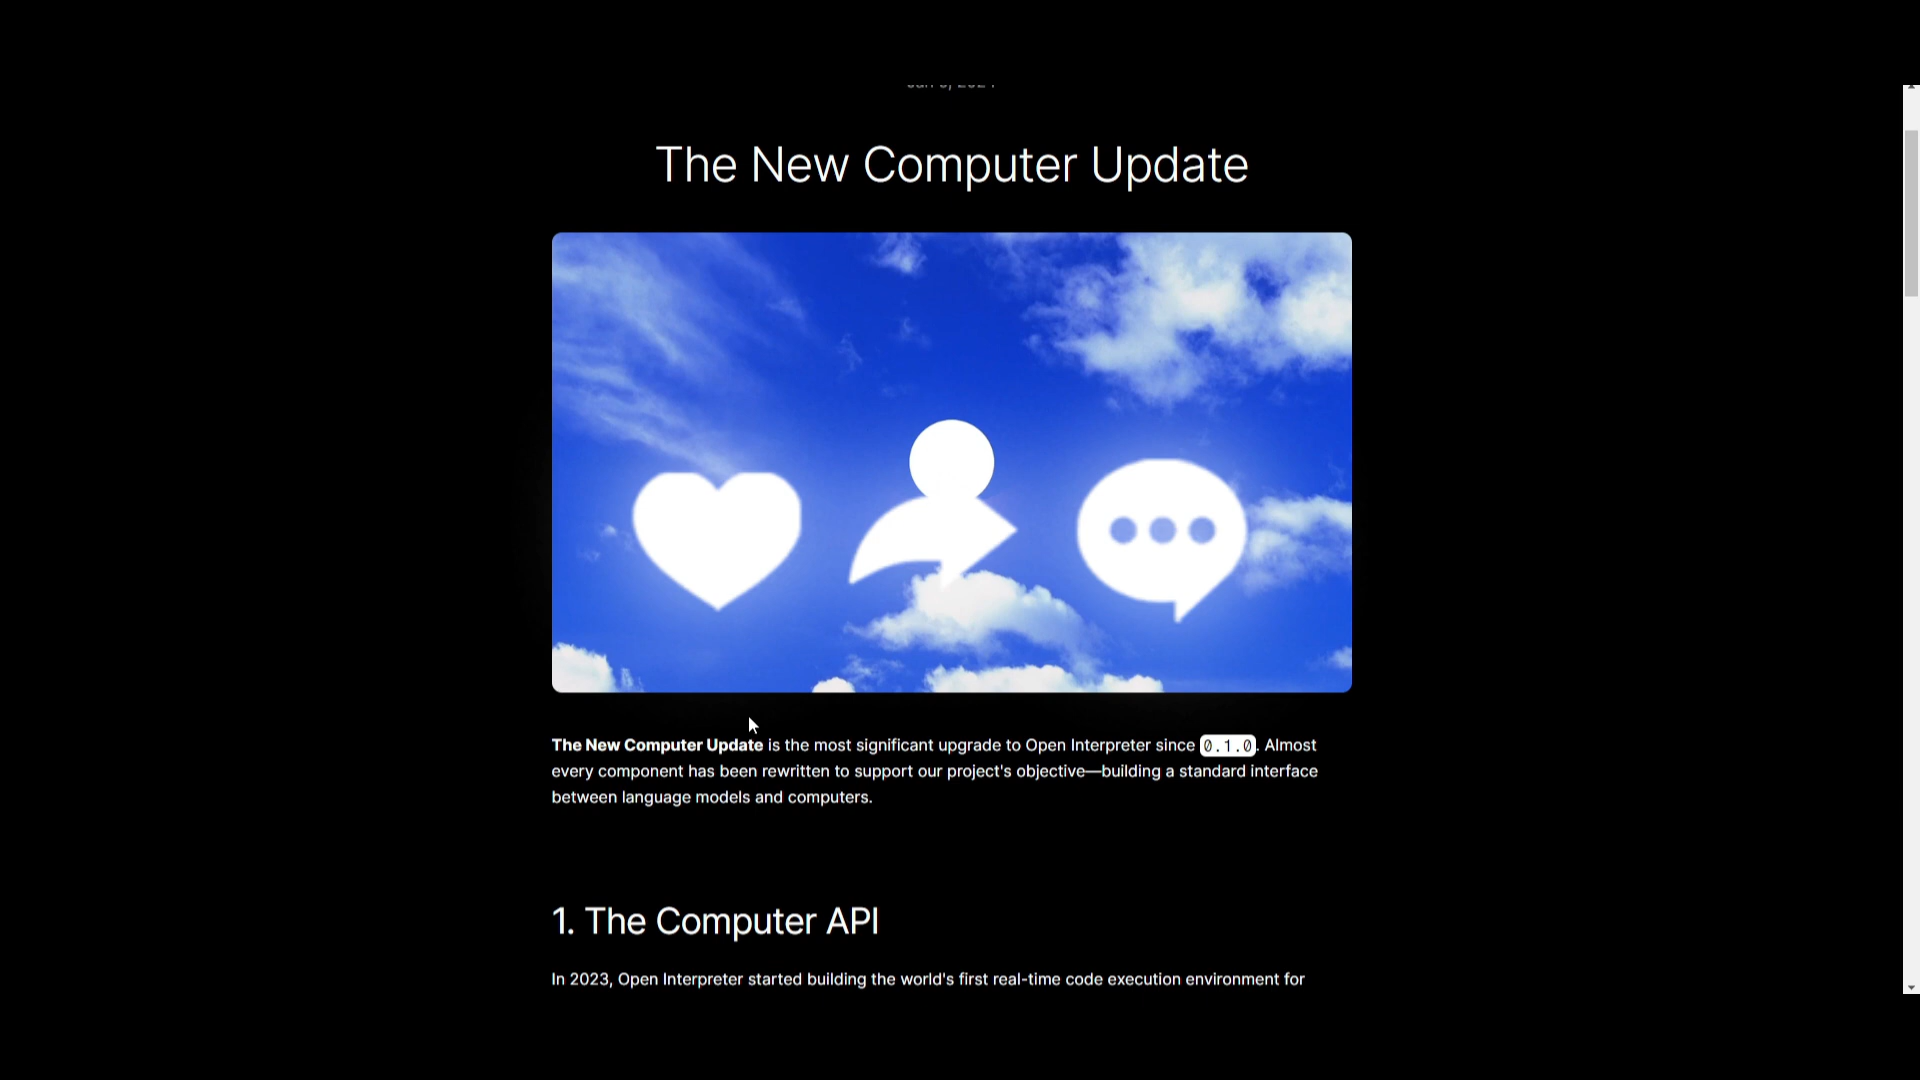 The New Computer Update
The New Computer Update is the most significant upgrade to Open Interpreter since 0.1.0. Almost
every component has been rewritten to support our project's objective—building a standard interface
between language models and computers.
1. The Computer API
In 2023, Open Interpreter started building the world's first real-time code execution environment for